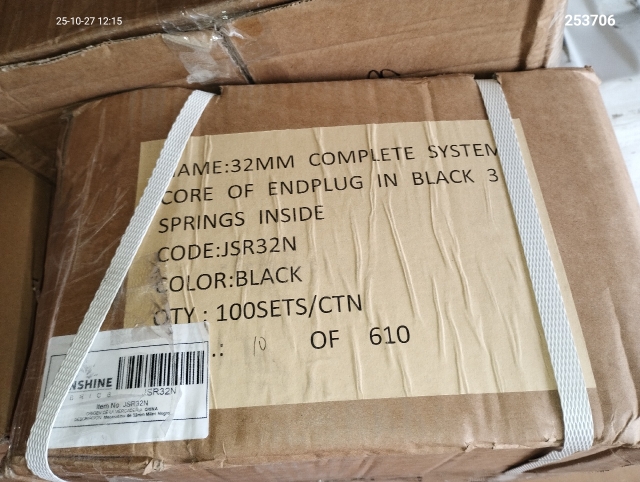 25-10-27 12:15
253706
NAME:32MM COMPLETE SYSTEM
CORE OF ENDPLUG IN BLACK 3
SPRINGS INSIDE
CODE:JSR32N
COLOR:BLACK
QTY : 100SETS/CTN
.: 10 OF 610
NSHINE
JSR32N
Item No: JSR32N